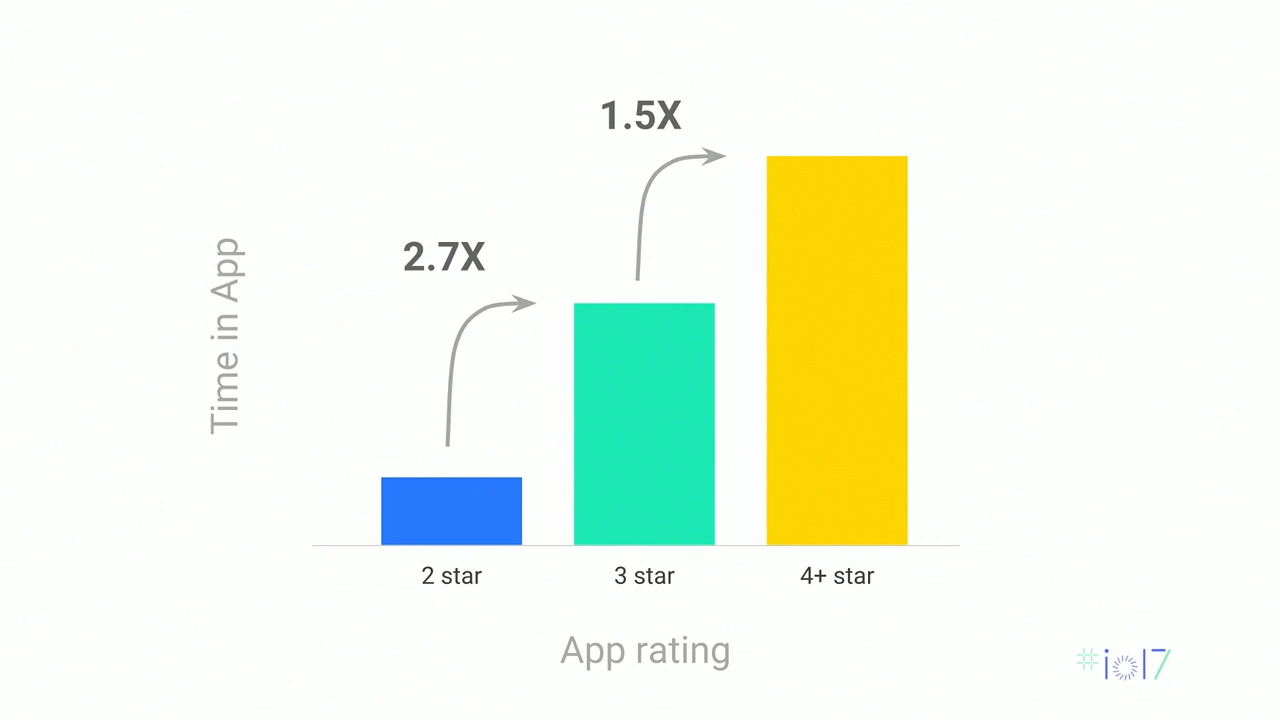 1.5X
2.7X
Time in App
2 star
3 star
4+ star
App rating
#io17